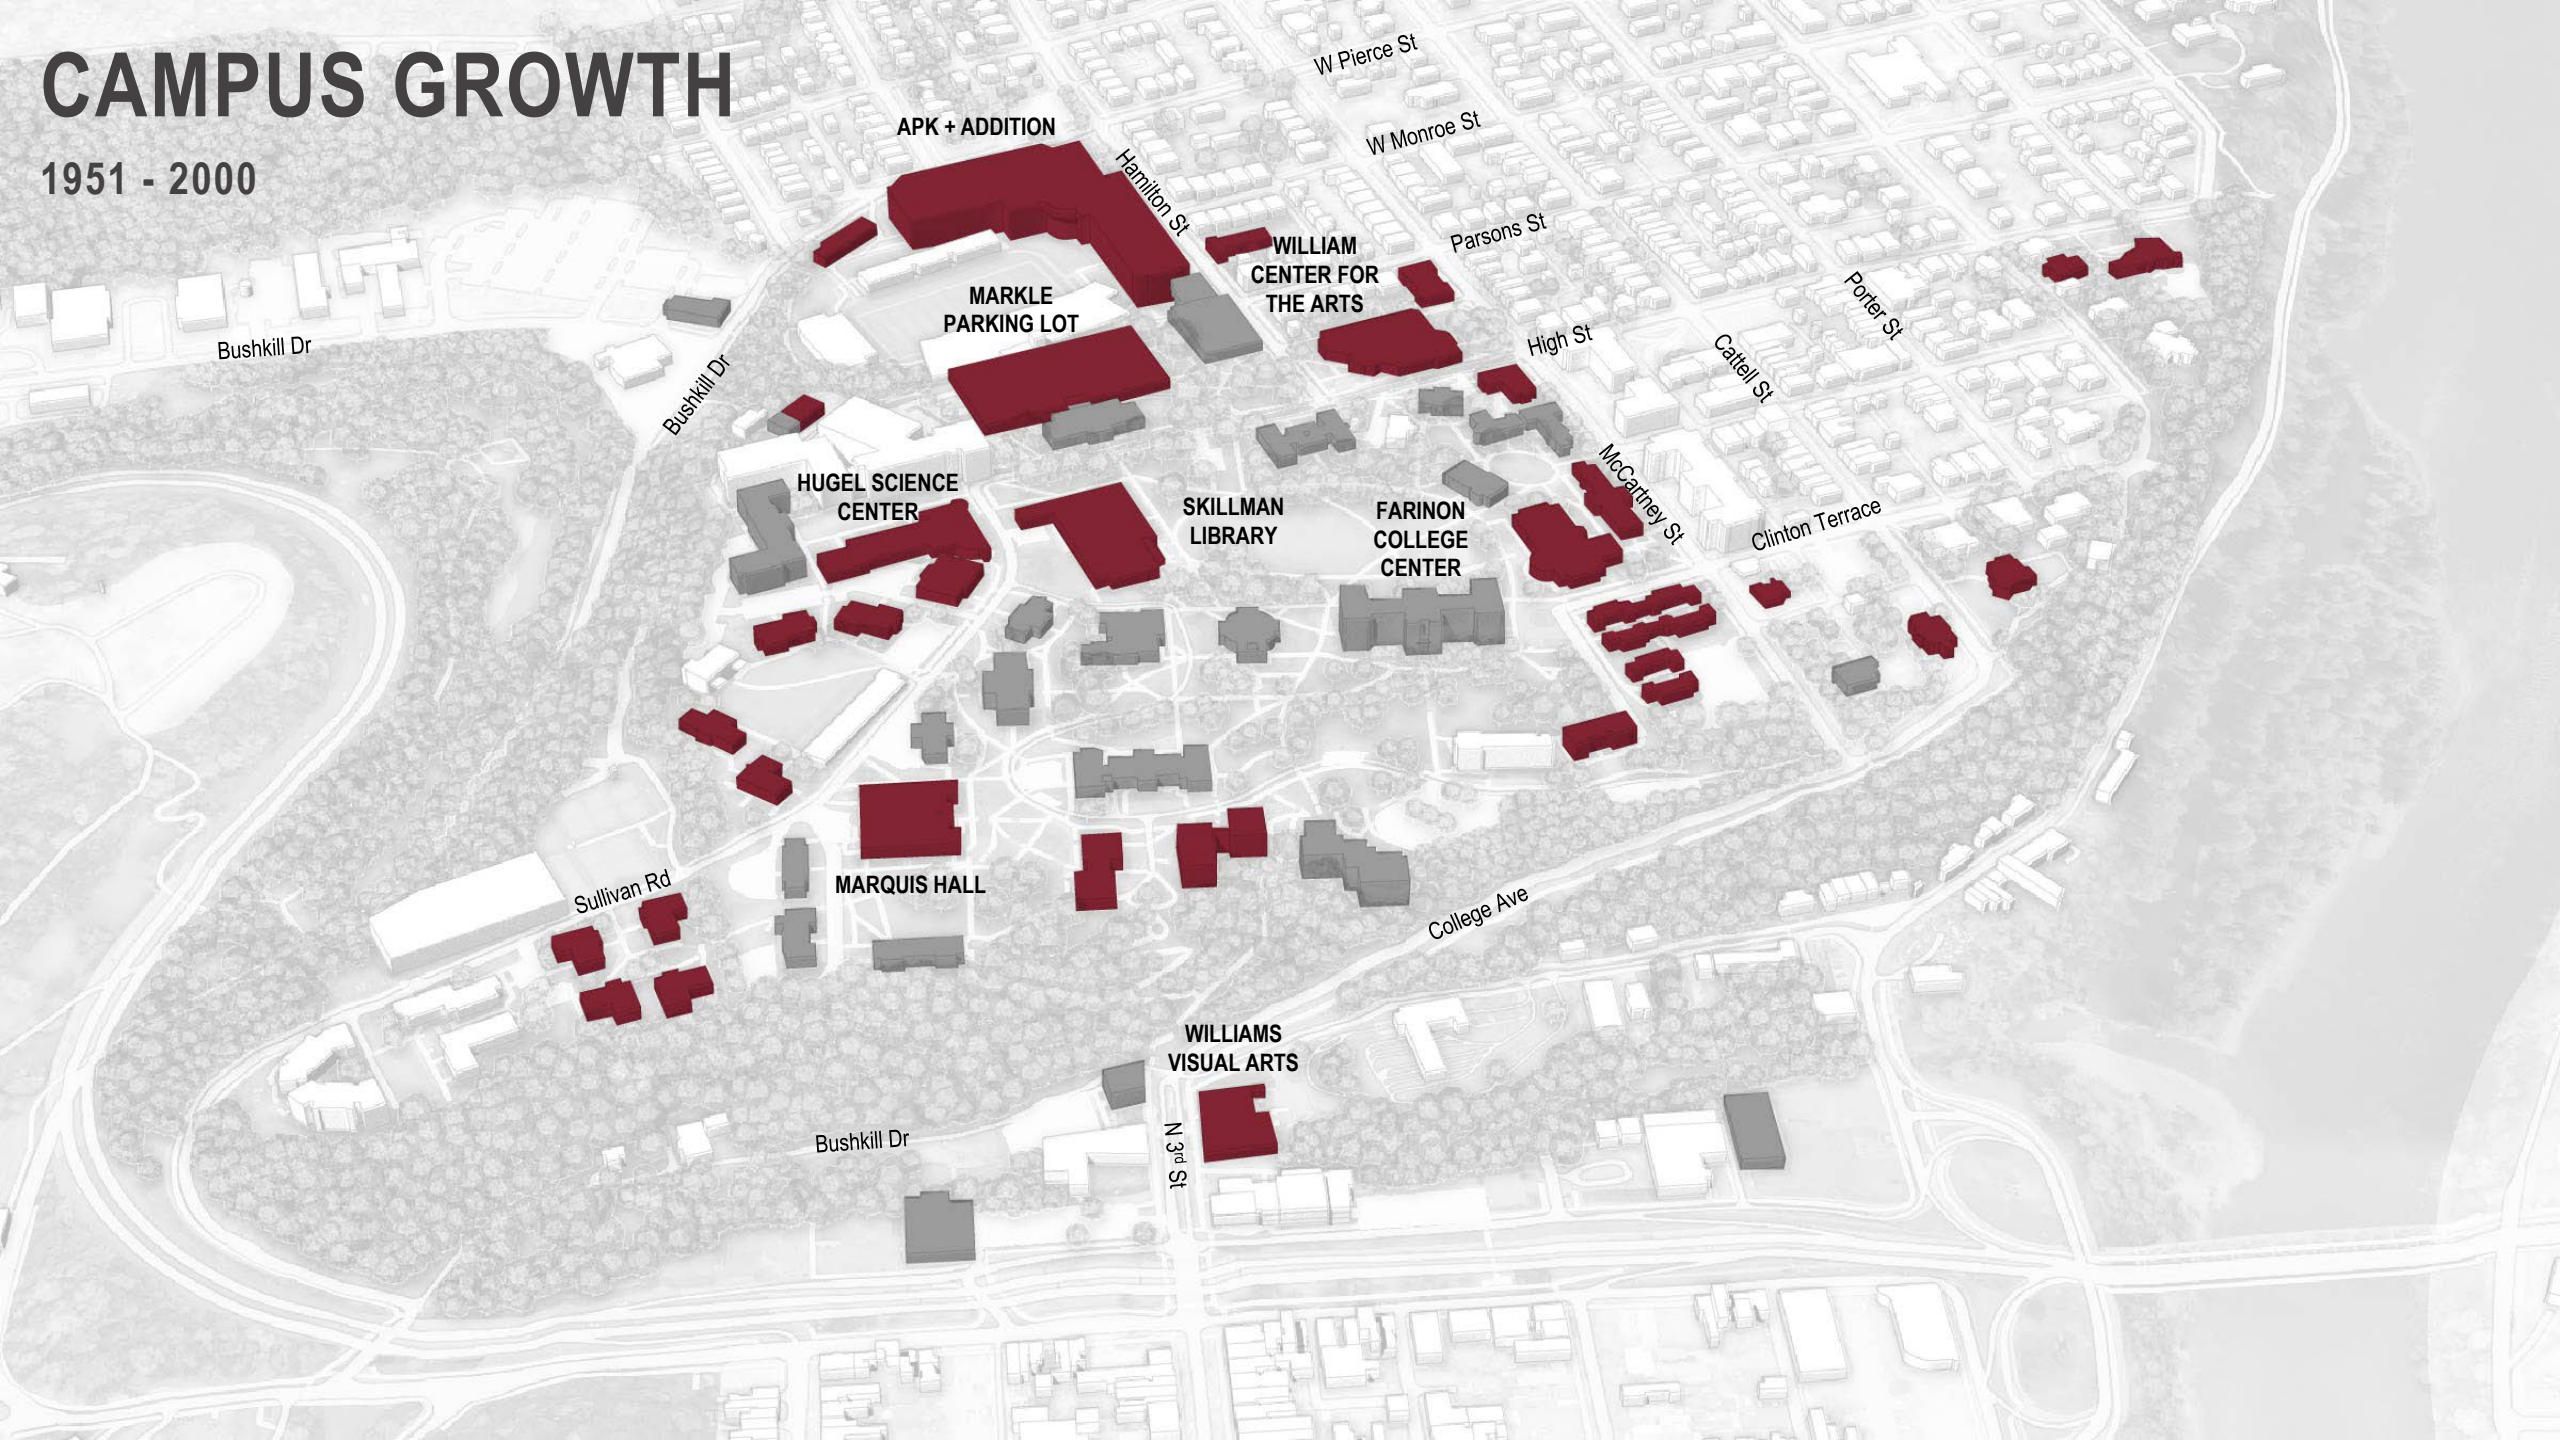 CAMPUS GROWTH
1951 - 2000
W Pierce St
APK + ADDITION
W Monroe St
Hamilton St
Parsons St
WILLIAM
CENTER FOR
THE ARTS
MARKLE
PARKING LOT
Porter St
High St
Bushkill Dr
Cattell St
Bushkill Dr
HUGEL SCIENCE
CENTER
McCartney St
SKILLMAN
LIBRARY
FARINON
COLLEGE
CENTER
Clinton Terrace
MARQUIS HALL
Sullivan Rd
College Ave
WILLIAMS
VISUAL ARTS
Bushkill Dr
N 3rd St